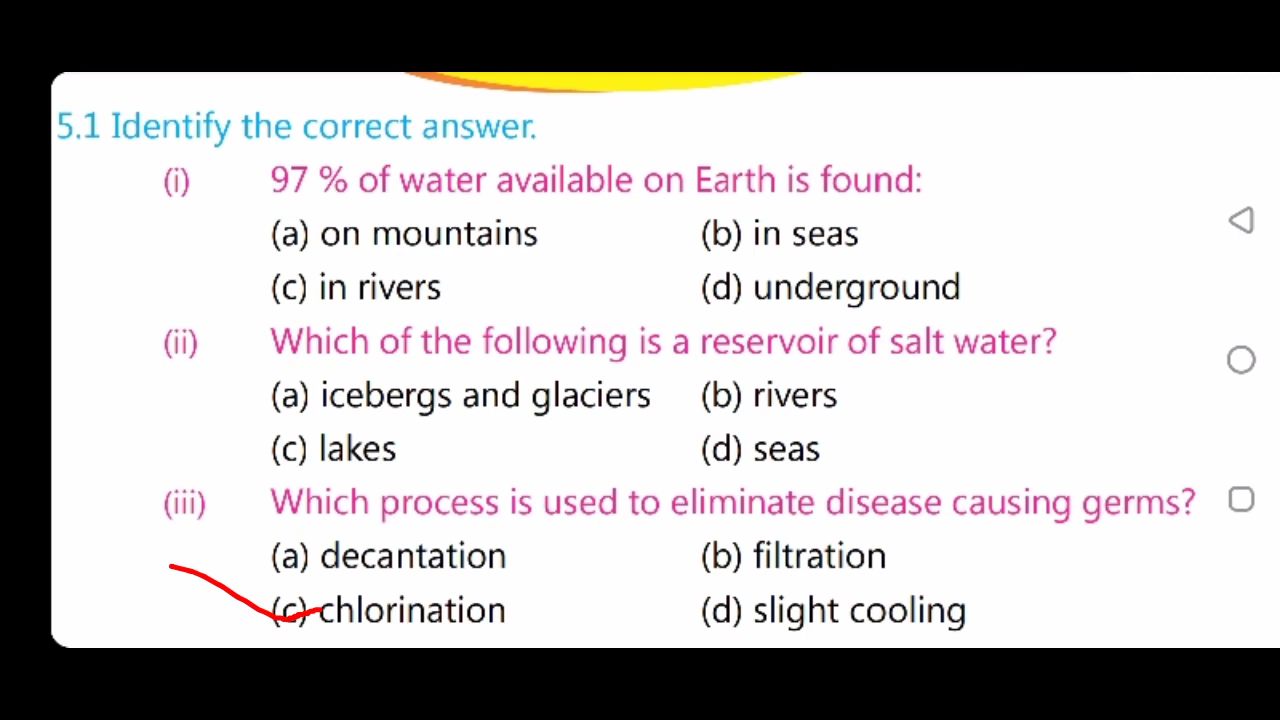 5.1 Identify the correct answer.
(i) 97 % of water available on Earth is found:
(a) on mountains (b) in seas
(c) in rivers (d) underground
(ii) Which of the following is a reservoir of salt water?
(a) icebergs and glaciers (b) rivers
(c) lakes (d) seas
(iii) Which process is used to eliminate disease causing germs?
(a) decantation (b) filtration
(c) chlorination (d) slight cooling